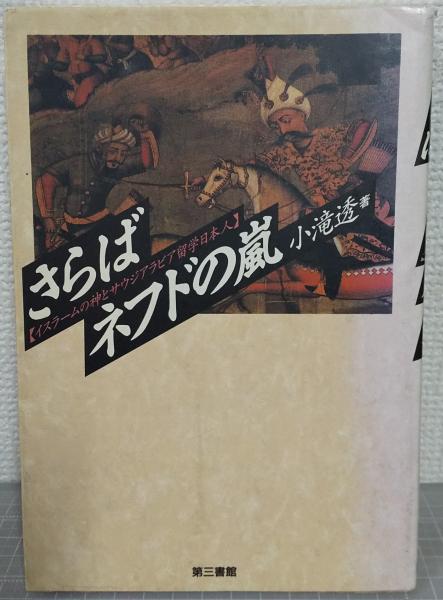 さらば
ネフドの嵐
【イスラームの神とサウジアラビア留学日本人】
小滝透著
第三書館